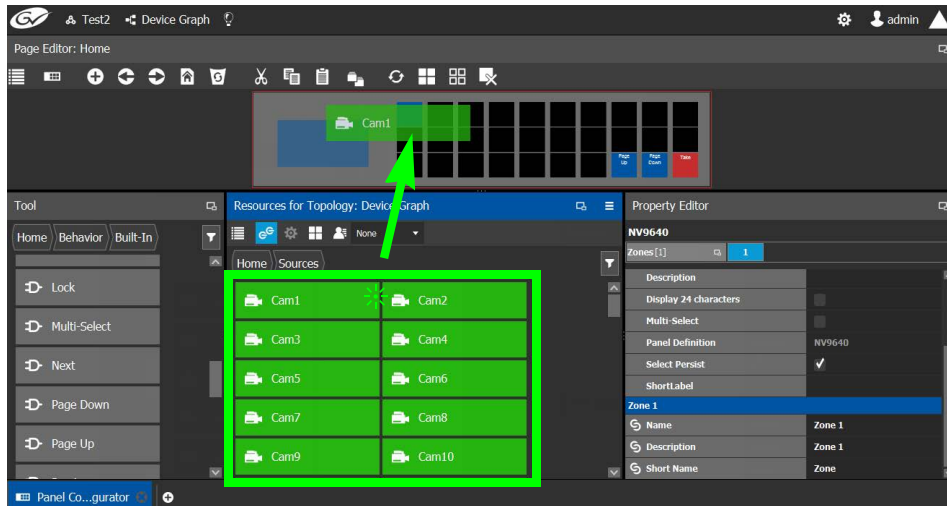 GV Test2 Device Graph admin
Page Editor: Home
Cam1
Page Up Page Down Take
Tool
Home Behavior Built-In
Lock
Multi-Select
Next
Page Down
Page Up
Resources for Topology: Device Graph
None
Home Sources
Cam1 Cam2
Cam3 Cam4
Cam5 Cam6
Cam7 Cam8
Cam9 Cam10
Property Editor
NV9640
Zones[1] 1
Description
Display 24 characters
Multi-Select
Panel Definition NV9640
Select Persist
ShortLabel
Zone 1
Name Zone 1
Description Zone 1
Short Name Zone
Panel Co...gurator